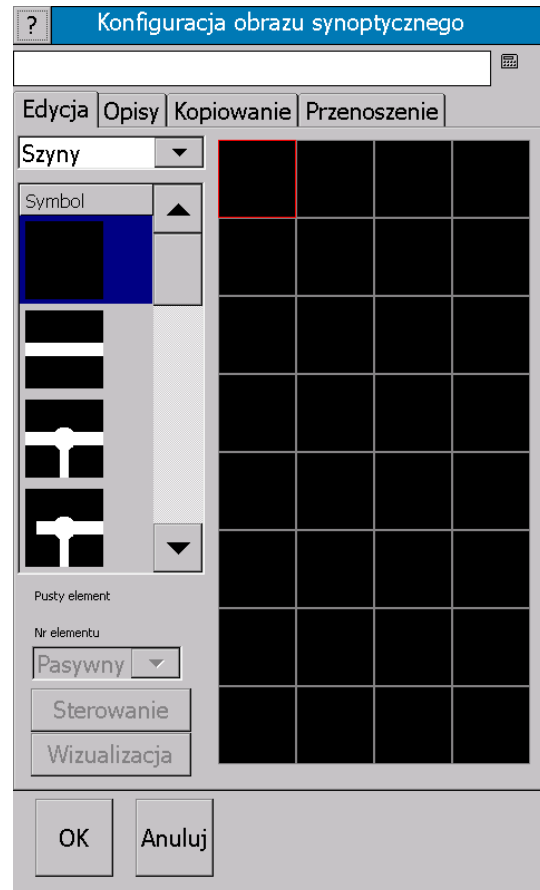 ? Konfiguracja obrazu synoptycznego
Edycja Opisy Kopiowanie Przenoszenie
Szyny
Symbol
Pusty element
Nr elementu
Pasywny
Sterowanie
Wizualizacja
OK Anuluj